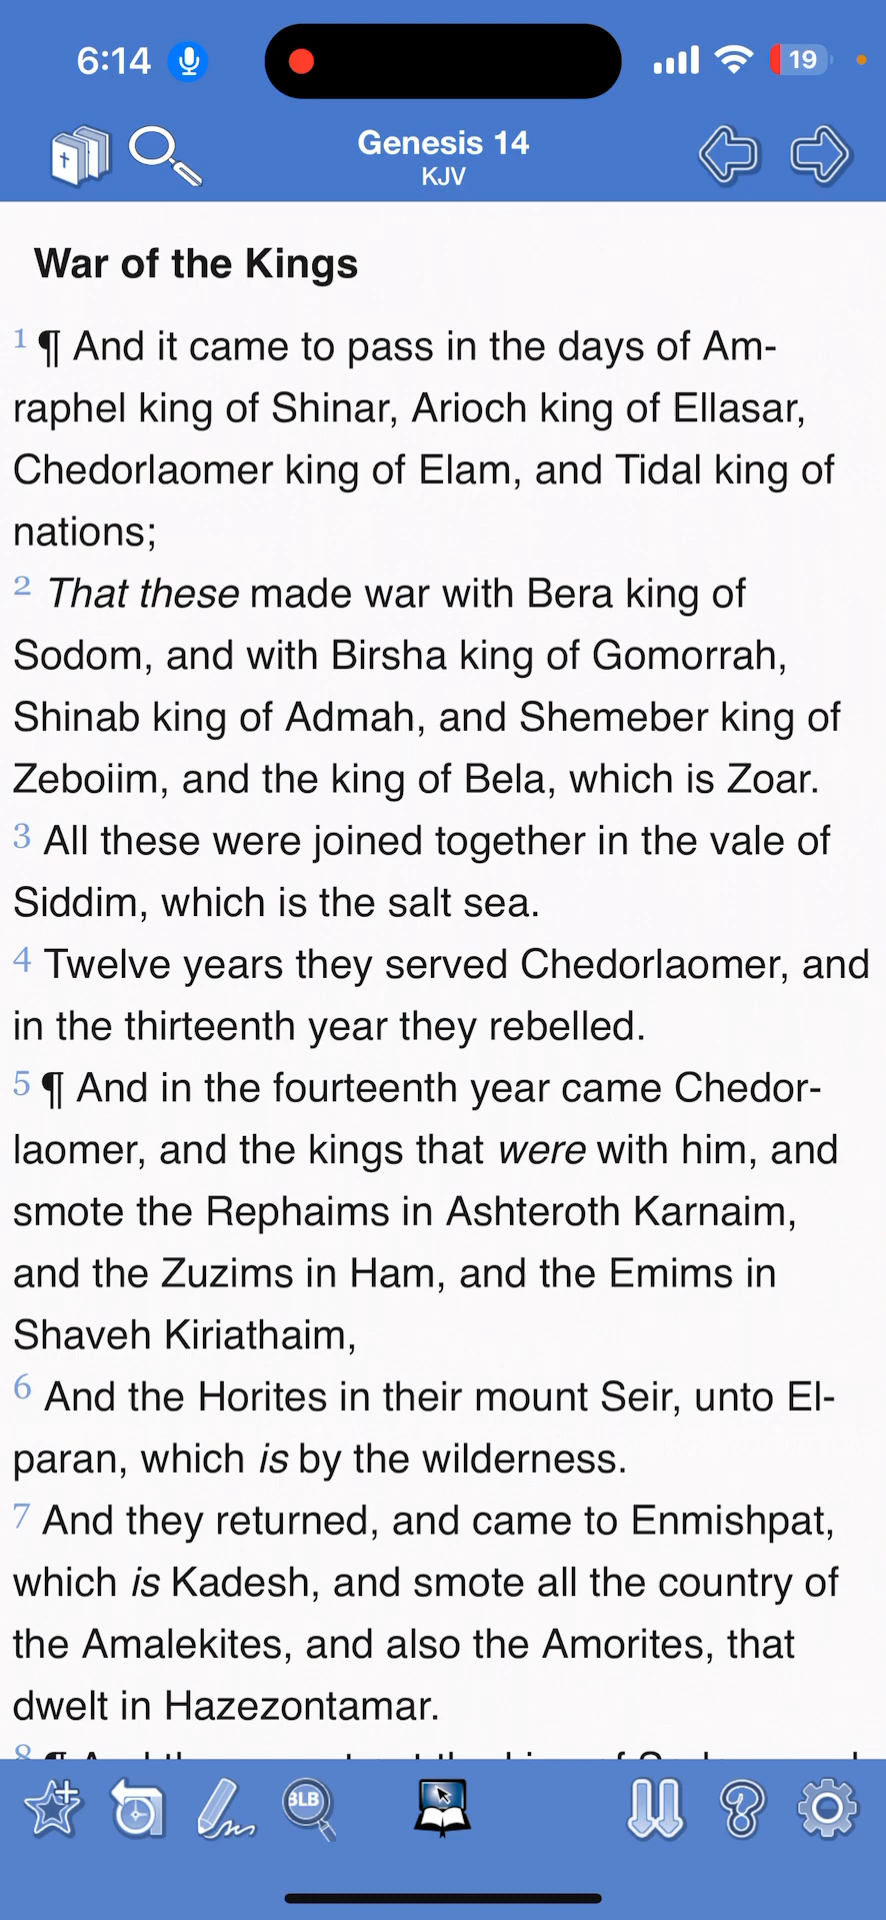 6:14
19
Genesis 14
KJV
War of the Kings
1 ¶ And it came to pass in the days of Am-
raphel king of Shinar, Arioch king of Ellasar,
Chedorlaomer king of Elam, and Tidal king of
nations;
2 That these made war with Bera king of
Sodom, and with Birsha king of Gomorrah,
Shinab king of Admah, and Shemeber king of
Zeboiim, and the king of Bela, which is Zoar.
3 All these were joined together in the vale of
Siddim, which is the salt sea.
4 Twelve years they served Chedorlaomer, and
in the thirteenth year they rebelled.
5 ¶ And in the fourteenth year came Chedor-
laomer, and the kings that were with him, and
smote the Rephaims in Ashteroth Karnaim,
and the Zuzims in Ham, and the Emims in
Shaveh Kiriathaim,
6 And the Horites in their mount Seir, unto El-
paran, which is by the wilderness.
7 And they returned, and came to Enmishpat,
which is Kadesh, and smote all the country of
the Amalekites, and also the Amorites, that
dwelt in Hazezontamar.
BLB